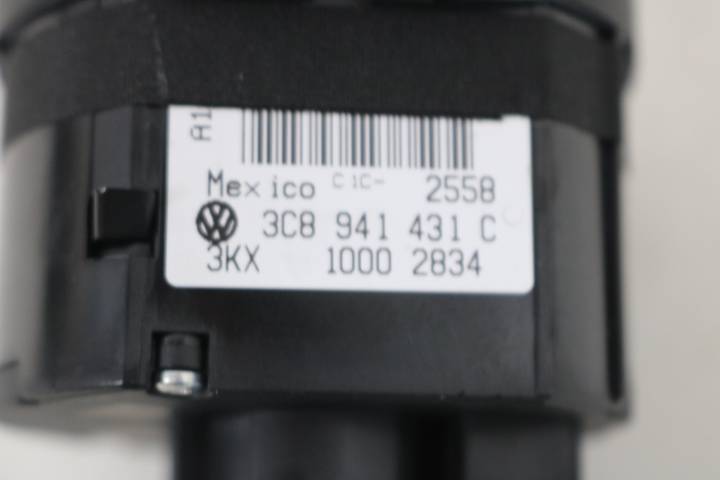 A1
Mexico C1C- 2558
3C8 941 431 C
3KX 1000 2834